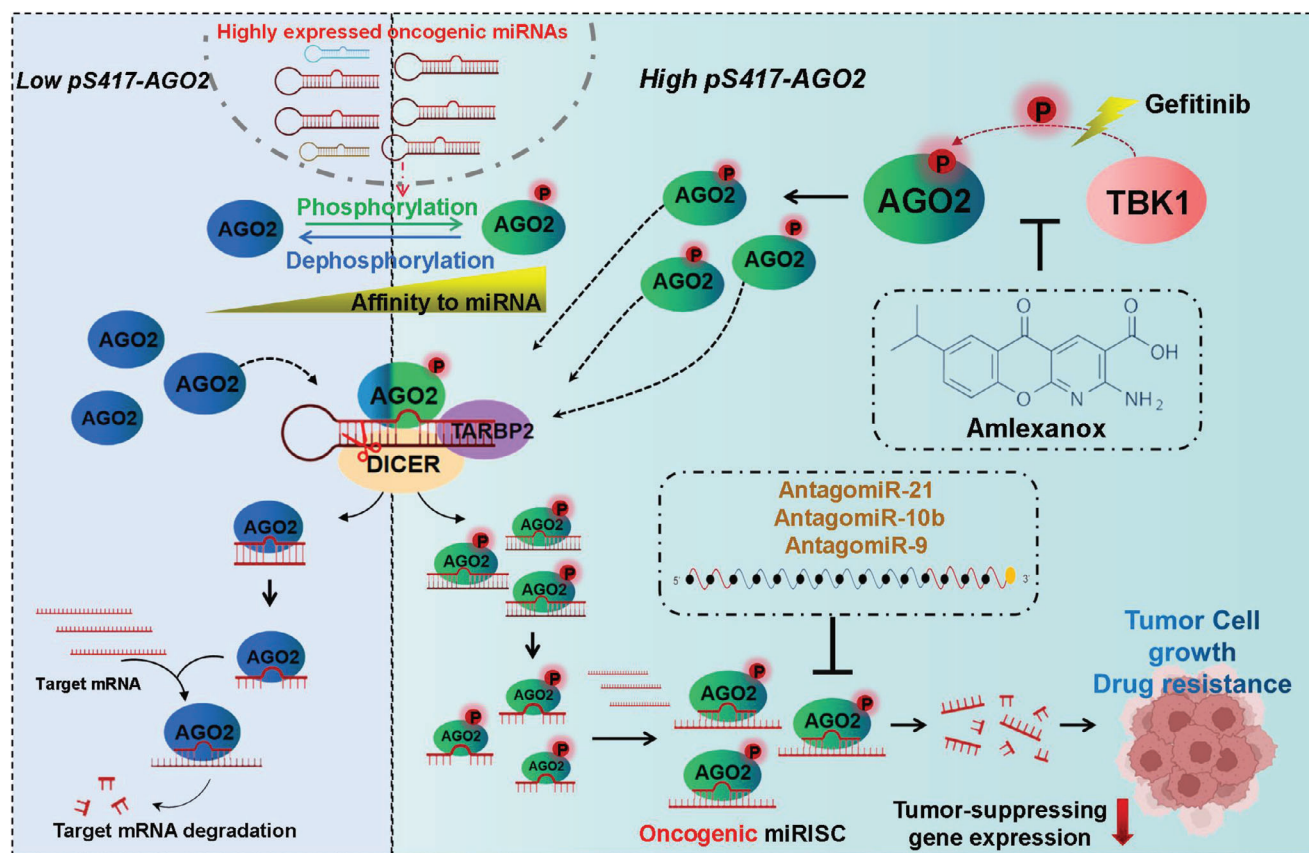 Highly expressed oncogenic miRNAs
Low pS417-AGO2
High pS417-AGO2
P
Gefitinib
P
AGO2
TBK1
P
AGO2
P
AGO2
P
AGO2
AGO2
Phosphorylation
Dephosphorylation
P
AGO2
Affinity to miRNA
AGO2
AGO2
AGO2
P
AGO2
TARBP2
DICER
O
O
OH
O
N
NH2
Amlexanox
AntagomiR-21
AntagomiR-10b
AntagomiR-9
5'
3'
AGO2
P
AGO2
P
AGO2
P
AGO2
Target mRNA
AGO2
AGO2
Target mRNA degradation
P
AGO2
P
AGO2
P
AGO2
P
AGO2
P
AGO2
P
AGO2
Oncogenic miRISC
Tumor Cell
growth
Drug resistance
Tumor-suppressing
gene expression